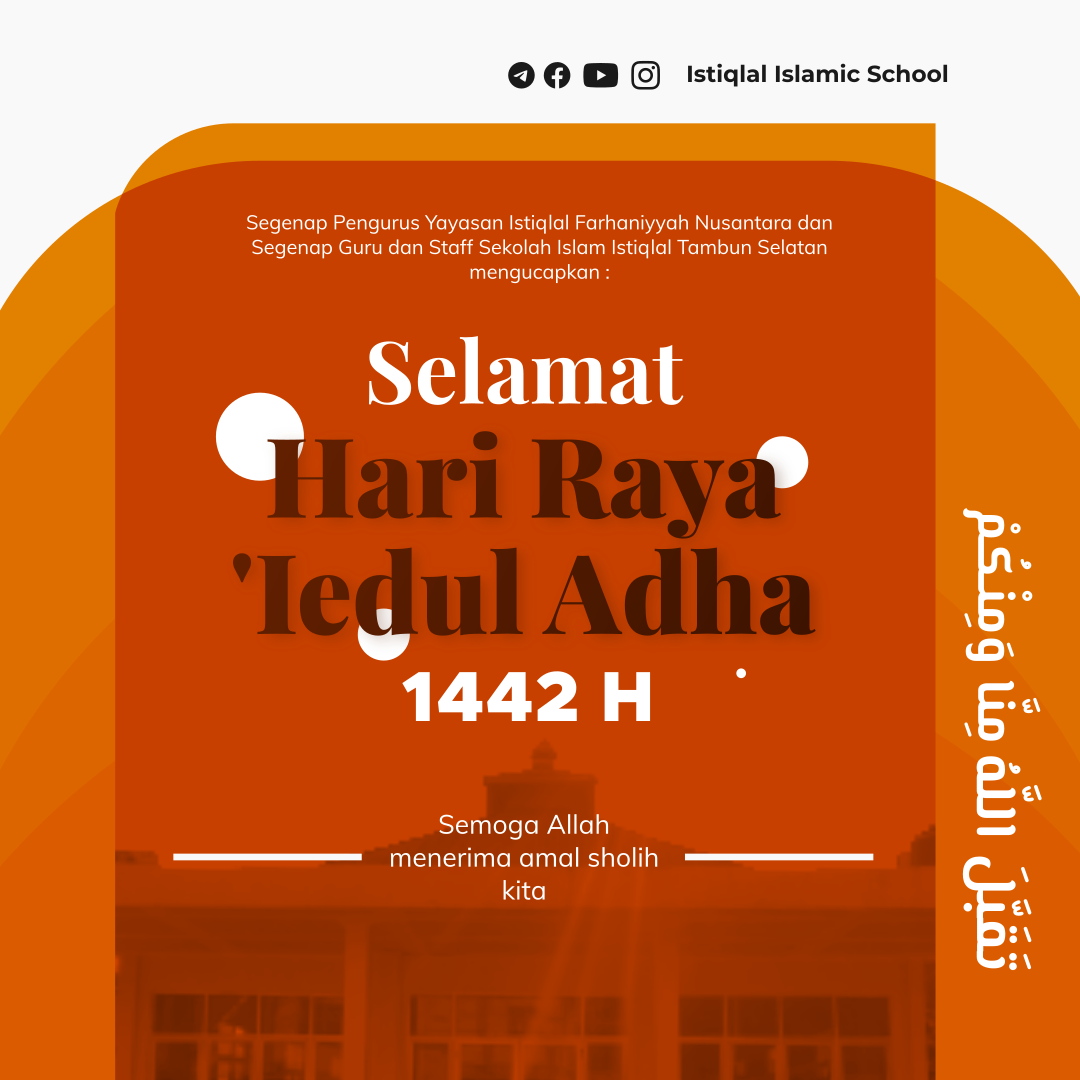 Istiqlal Islamic School
Segenap Pengurus Yayasan Istiqlal Farhaniyyah Nusantara dan
Segenap Guru dan Staff Sekolah Islam Istiqlal Tambun Selatan
mengucapkan :
Selamat
Hari Raya
'Iedul Adha
1442 H
Semoga Allah
menerima amal sholih
kita
تَقَبَّلَ اللَّهُ مِنَّا وَمِنْكُمْ